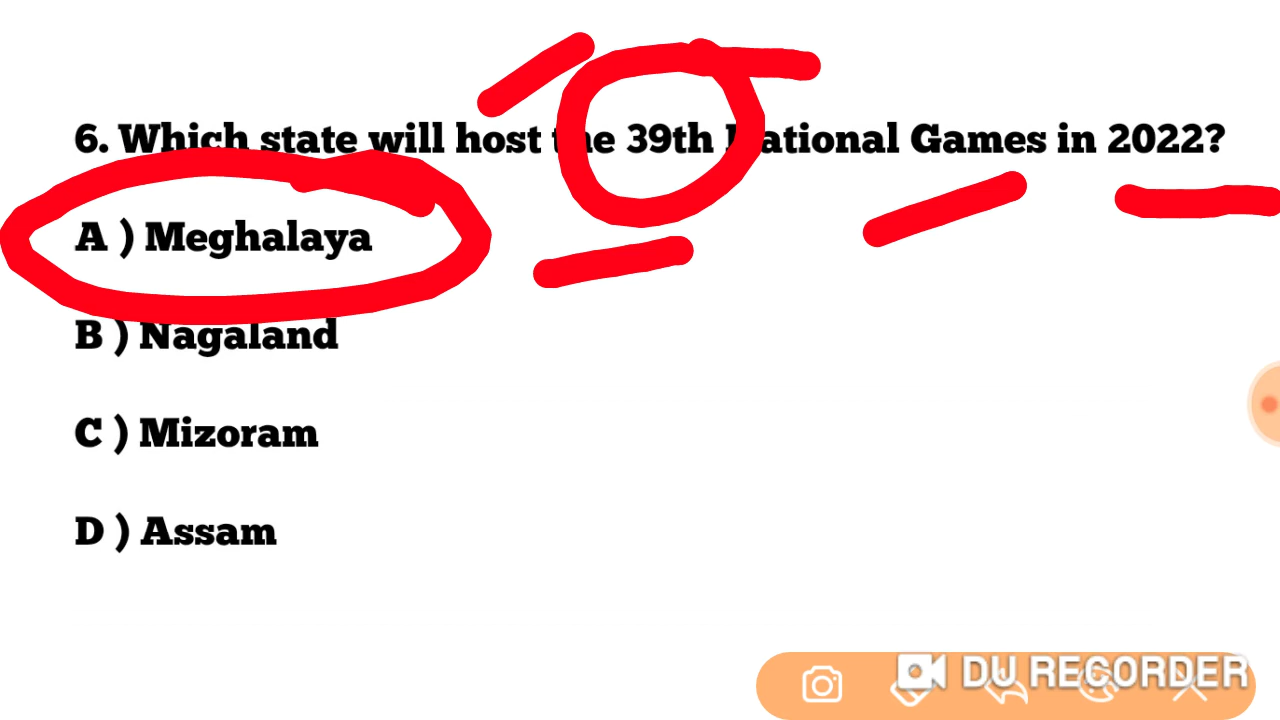 6. Which state will host the 39th National Games in 2022?
A ) Meghalaya
B ) Nagaland
C ) Mizoram
D ) Assam
DU RECORDER